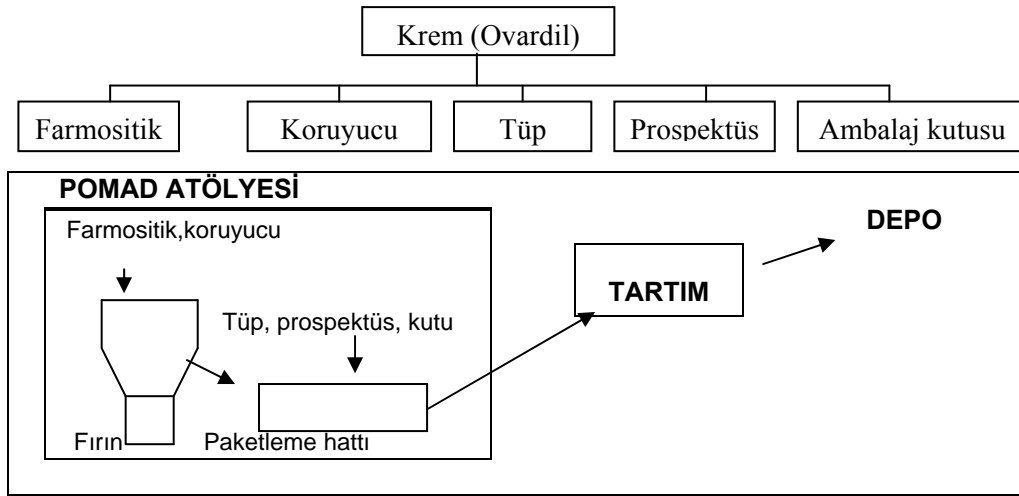 Krem (Ovardil)
Farmositik
Koruyucu
Tüp
Prospektüs
Ambalaj kutusu
POMAD ATÖLYESİ
Farmositik,koruyucu
DEPO
TARTIM
Tüp, prospektüs, kutu
Fırın
Paketleme hattı